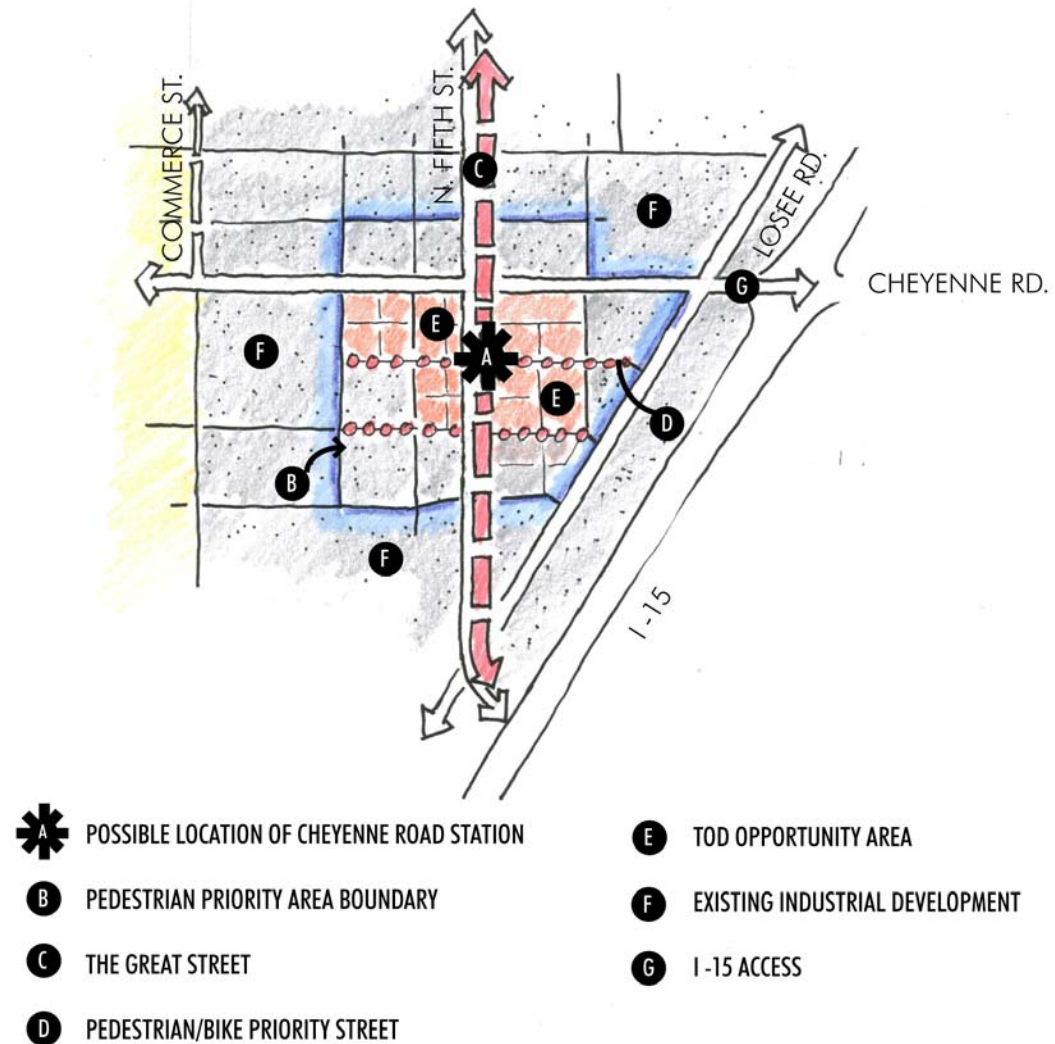 COMMERCE ST.
N. FIFTH ST.
C
F
LOSEE RD.
G
CHEYENNE RD.
E
F
A
E
D
B
F
I-15
A POSSIBLE LOCATION OF CHEYENNE ROAD STATION
B PEDESTRIAN PRIORITY AREA BOUNDARY
C THE GREAT STREET
D PEDESTRIAN/BIKE PRIORITY STREET
E TOD OPPORTUNITY AREA
F EXISTING INDUSTRIAL DEVELOPMENT
G I-15 ACCESS